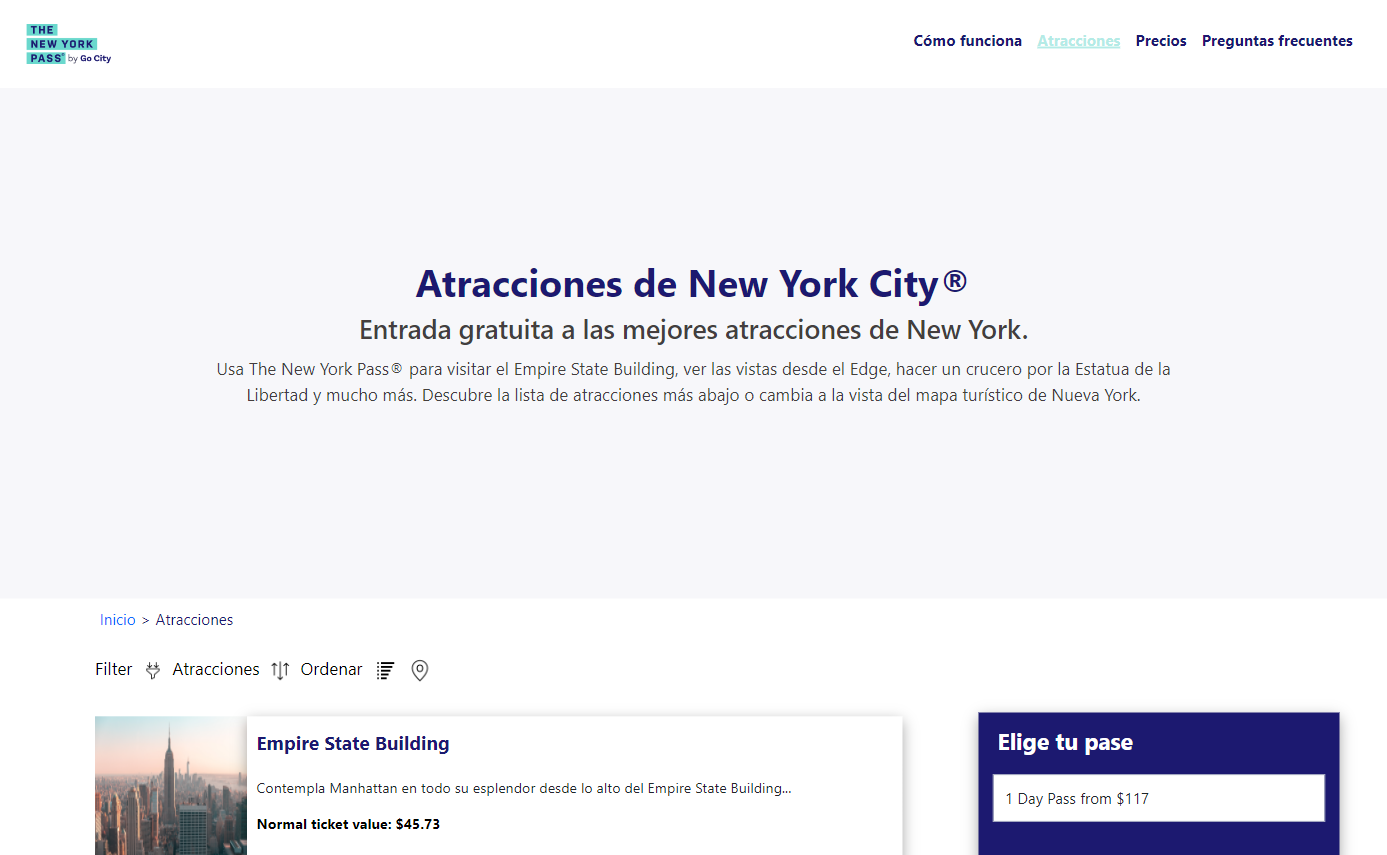 THE
NEW YORK
PASS® by Go City
Cómo funciona Atracciones Precios Preguntas frecuentes
Atracciones de New York City®
Entrada gratuita a las mejores atracciones de New York.
Usa The New York Pass® para visitar el Empire State Building, ver las vistas desde el Edge, hacer un crucero por la Estatua de la
Libertad y mucho más. Descubre la lista de atracciones más abajo o cambia a la vista del mapa turístico de Nueva York.
Inicio > Atracciones
Filter Atracciones Ordenar
Empire State Building
Contempla Manhattan en todo su esplendor desde lo alto del Empire State Building...
Normal ticket value: $45.73
Elige tu pase
1 Day Pass from $117